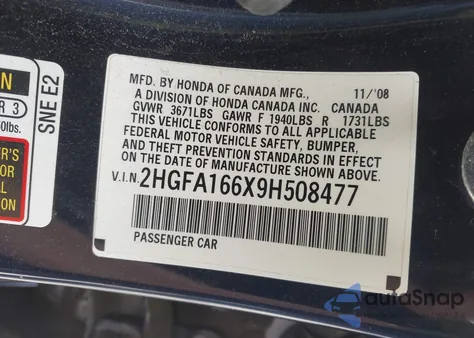 MFD. BY HONDA OF CANADA MFG., 11/'08
A DIVISION OF HONDA CANADA INC. CANADA
GVWR 3671LBS GAWR F 1940LBS R 1731LBS
THIS VEHICLE CONFORMS TO ALL APPLICABLE
FEDERAL MOTOR VEHICLE SAFETY, BUMPER,
AND THEFT PREVENTION STANDARDS IN EFFECT
ON THE DATE OF MANUFACTURE SHOWN ABOVE.
V.I.N. 2HGFA166X9H508477
PASSENGER CAR
SNE E2
R 3
0lbs.
autoSnap